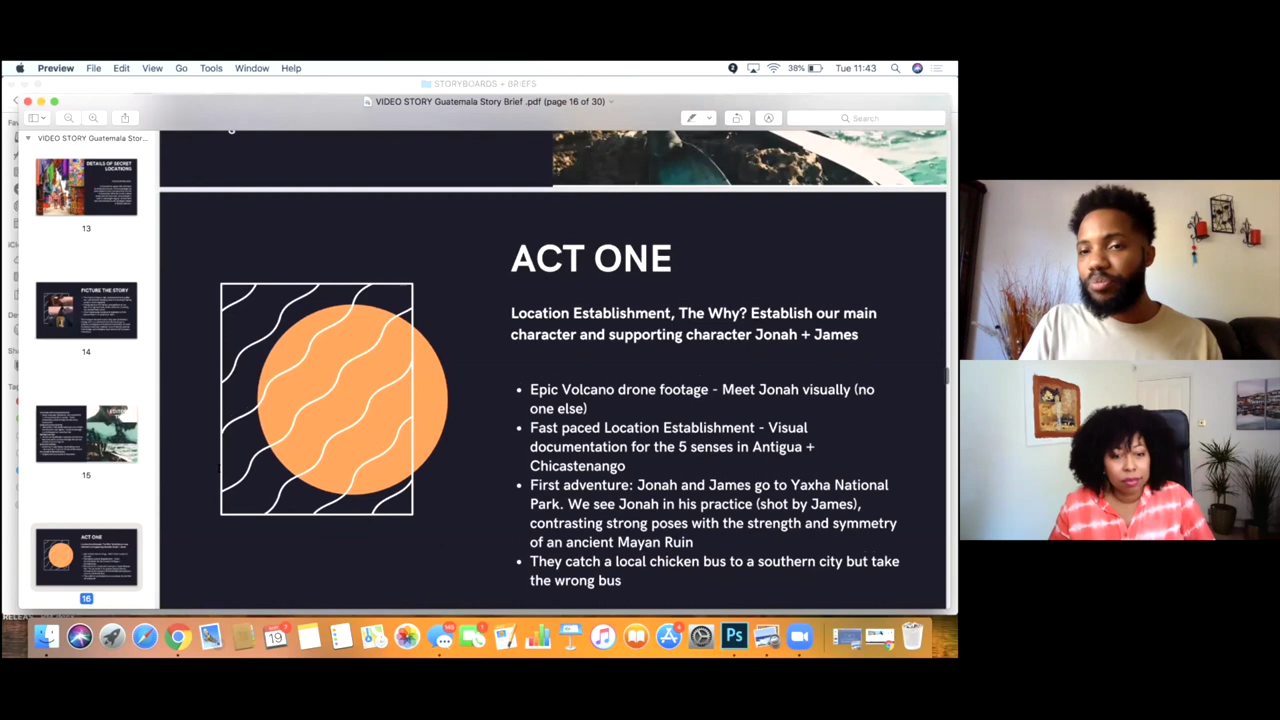 Preview File Edit View Go Tools Window Help
38% Tue 11:43
STORYBOARDS + BRIEFS
VIDEO STORY Guatemala Story Brief .pdf (page 16 of 30)
Search
VIDEO STORY Guatemala Stor...
DETAILS OF SECRET
LOCATIONS
13
PICTURE THE STORY
14
15
ACT ONE
16
ACT ONE
Location Establishment, The Why? Establish our main
character and supporting character Jonah + James
• Epic Volcano drone footage - Meet Jonah visually (no
one else)
• Fast paced Location Establishment - Visual
documentation for the 5 senses in Antigua +
Chicastenango
• First adventure: Jonah and James go to Yaxha National
Park. We see Jonah in his practice (shot by James),
contrasting strong poses with the strength and symmetry
of an ancient Mayan Ruin
• They catch a local chicken bus to a southern city but take
the wrong bus
19
Ps